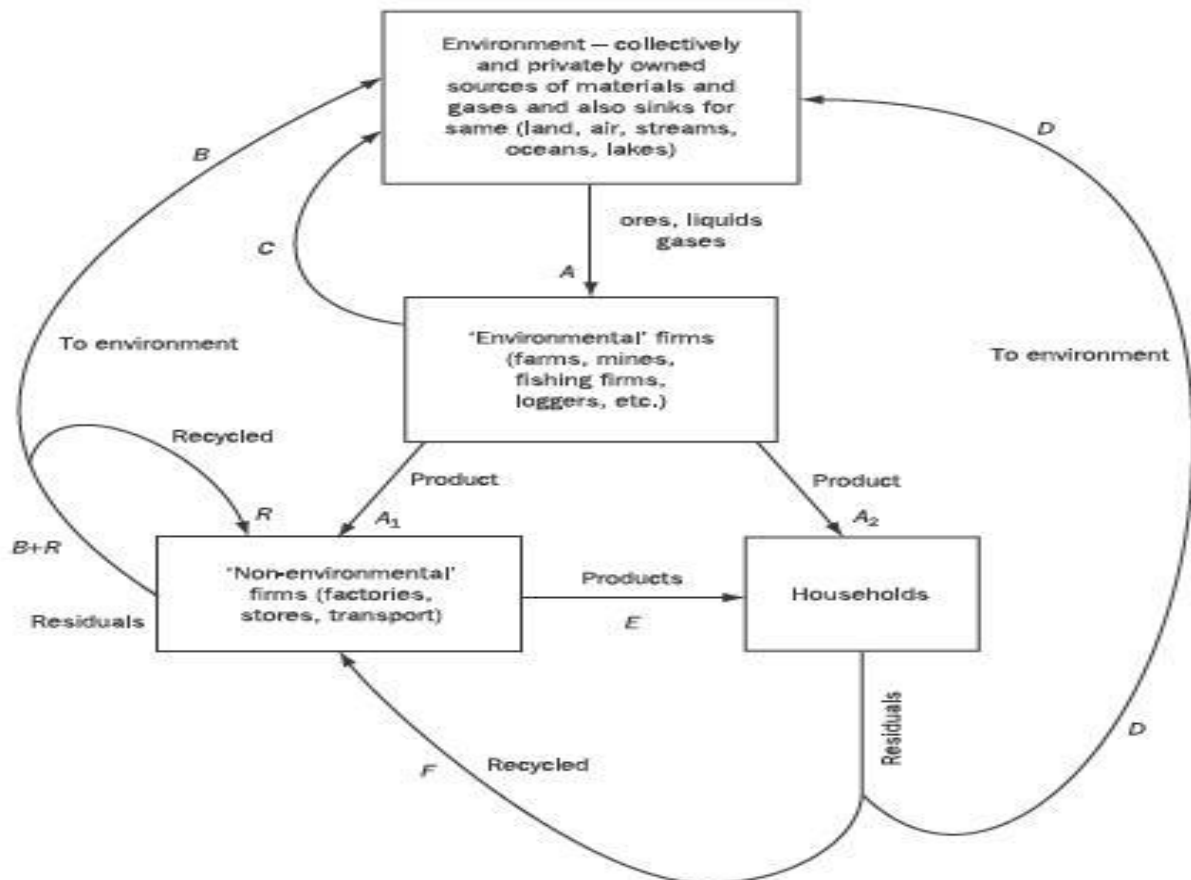 Environment — collectively
and privately owned
sources of materials and
gases and also sinks for
same (land, air, streams,
oceans, lakes)
B
D
C
ores, liquids
gases
A
To environment
'Environmental' firms
(farms, mines,
fishing firms,
loggers, etc.)
To environment
Recycled
Product
Product
R
A₁
A₂
B+R
'Non-environmental'
firms (factories,
stores, transport)
Products
E
Households
Residuals
Residuals
D
F
Recycled